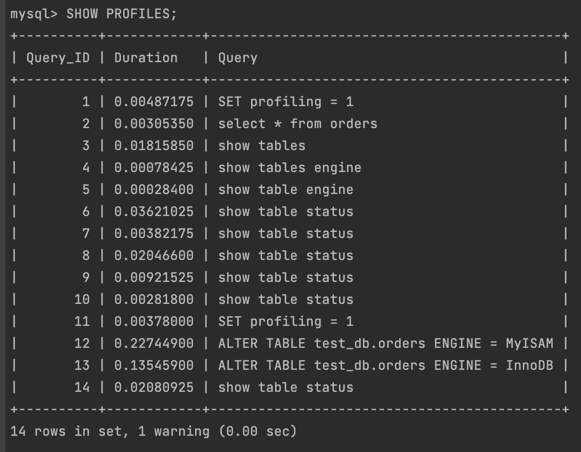 mysql> SHOW PROFILES;
+----------+------------+------------------------------------------+
| Query_ID | Duration   | Query                                    |
+----------+------------+------------------------------------------+
|        1 | 0.00487175 | SET profiling = 1                        |
|        2 | 0.00305350 | select * from orders                     |
|        3 | 0.01815850 | show tables                              |
|        4 | 0.00078425 | show tables engine                       |
|        5 | 0.00028400 | show table engine                        |
|        6 | 0.03621025 | show table status                        |
|        7 | 0.00382175 | show table status                        |
|        8 | 0.02046600 | show table status                        |
|        9 | 0.00921525 | show table status                        |
|       10 | 0.00281800 | show table status                        |
|       11 | 0.00378000 | SET profiling = 1                        |
|       12 | 0.22744900 | ALTER TABLE test_db.orders ENGINE = MyISAM |
|       13 | 0.13545900 | ALTER TABLE test_db.orders ENGINE = InnoDB |
|       14 | 0.02080925 | show table status                        |
+----------+------------+------------------------------------------+
14 rows in set, 1 warning (0.00 sec)